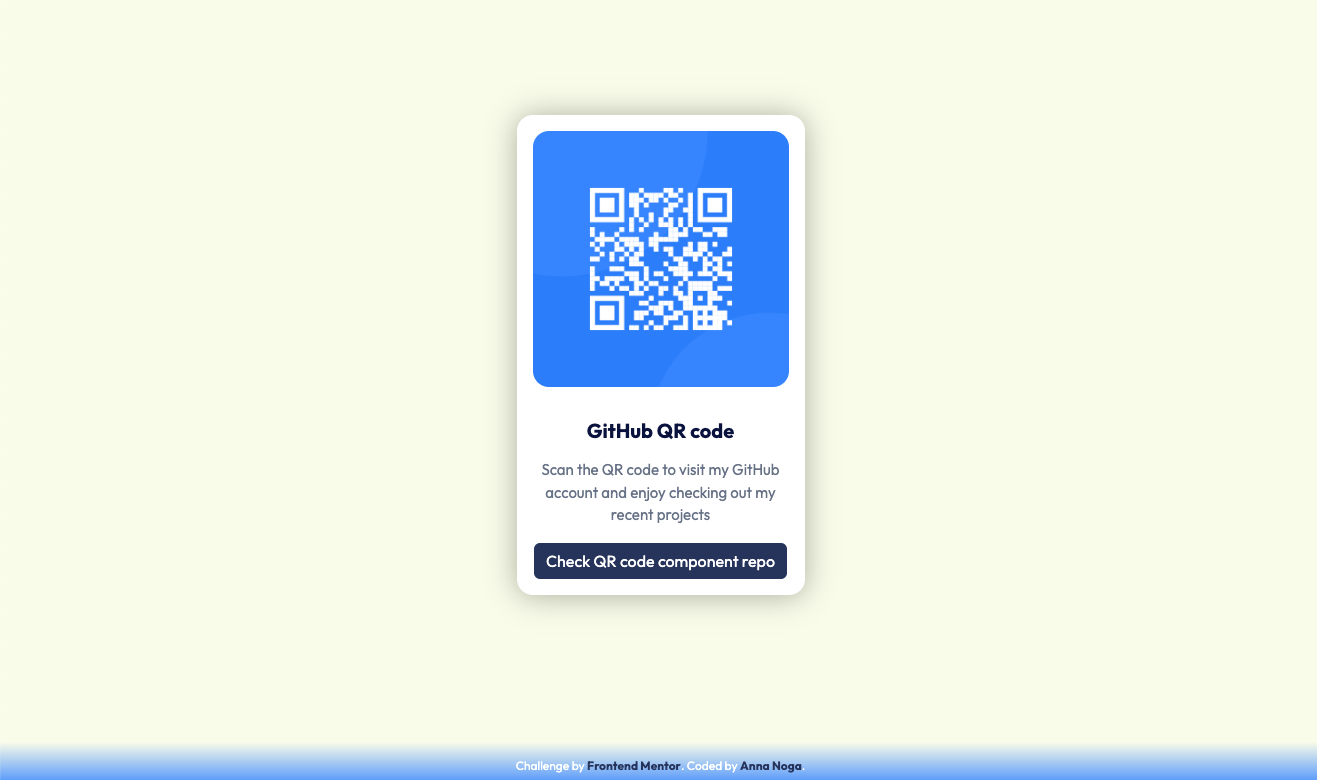 GitHub QR code
Scan the QR code to visit my GitHub
account and enjoy checking out my
recent projects
Check QR code component repo
Challenge by Frontend Mentor. Coded by Anna Noga.